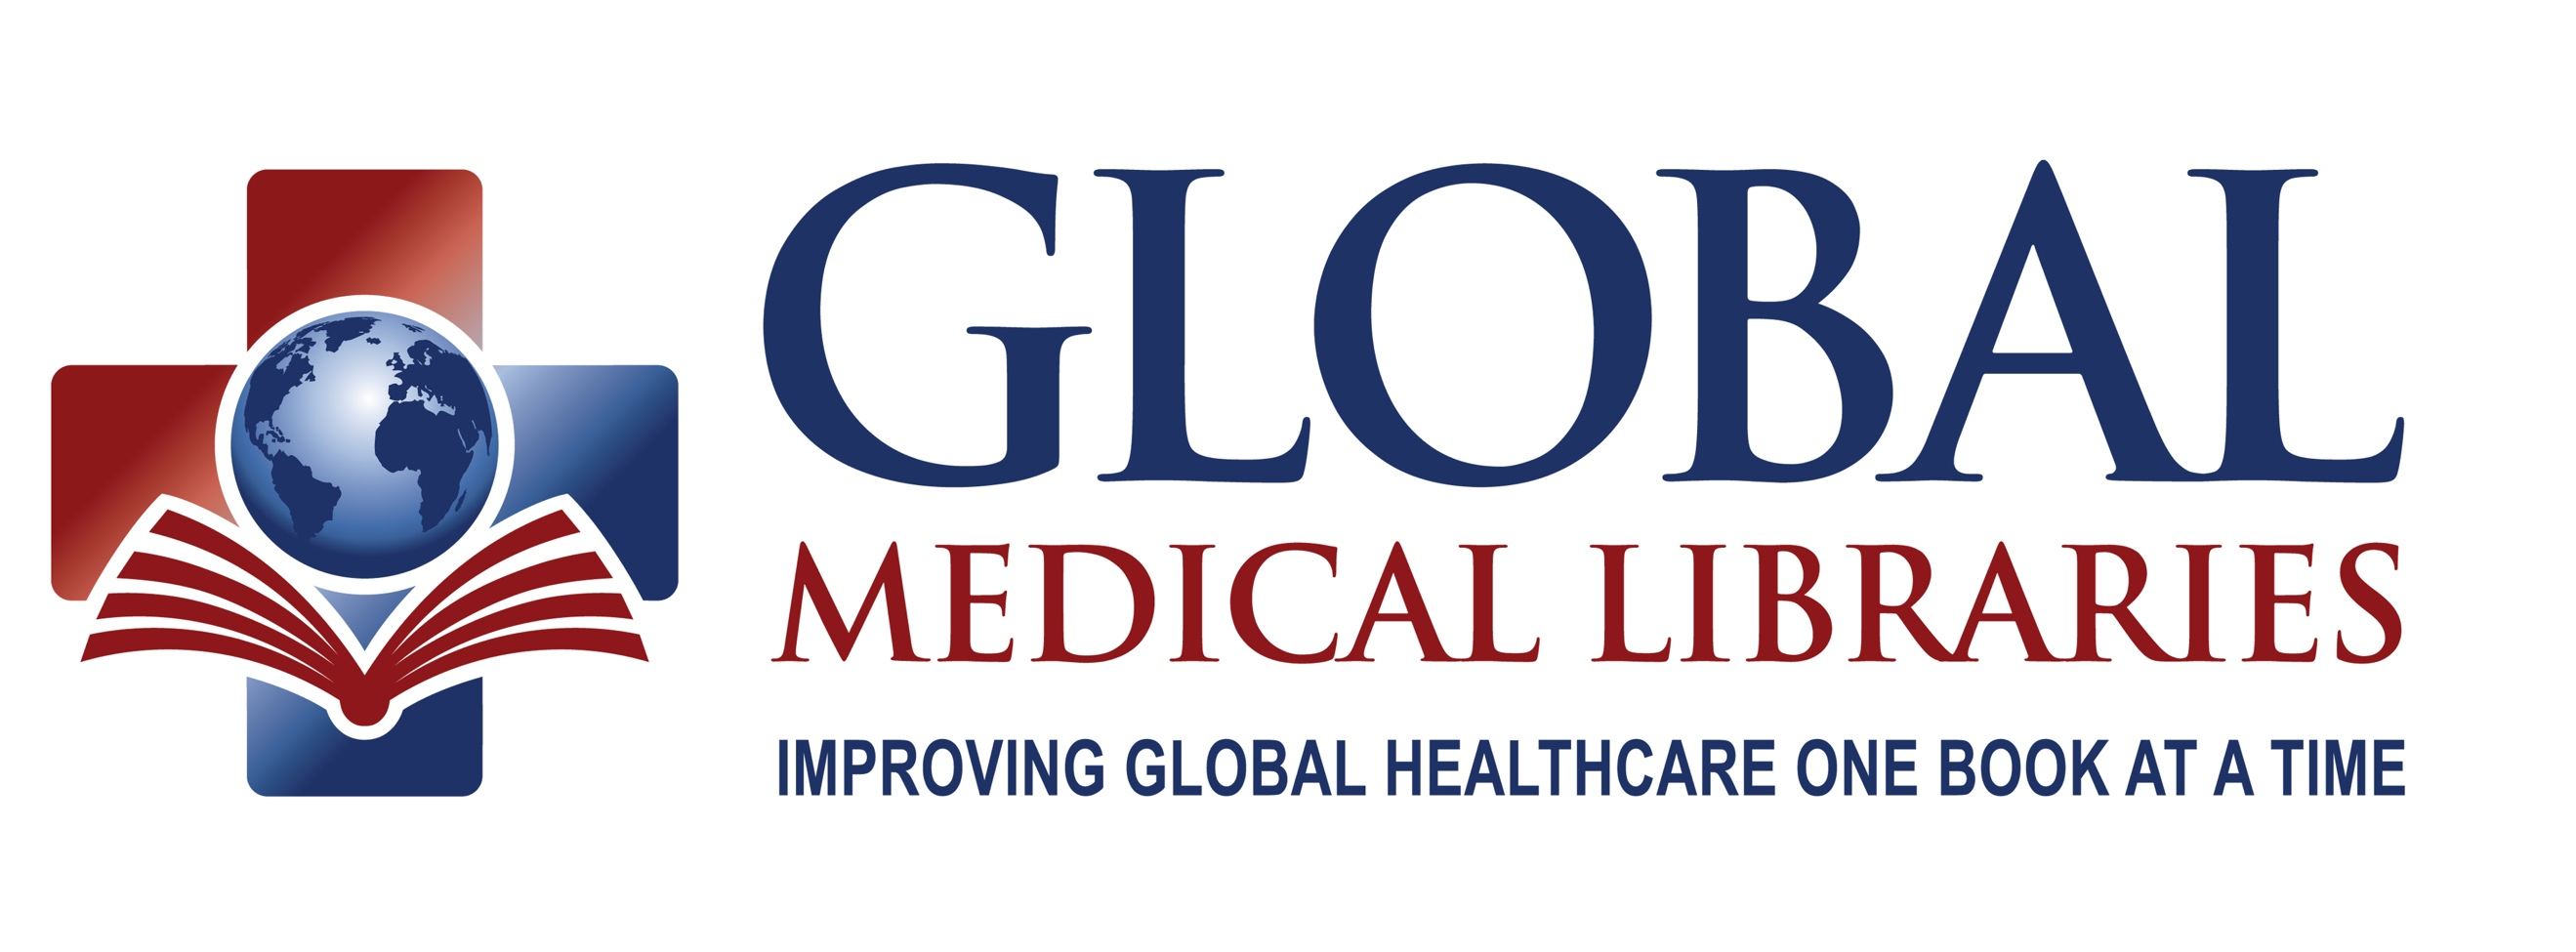 GLOBAL
MEDICAL LIBRARIES
IMPROVING GLOBAL HEALTHCARE ONE BOOK AT A TIME